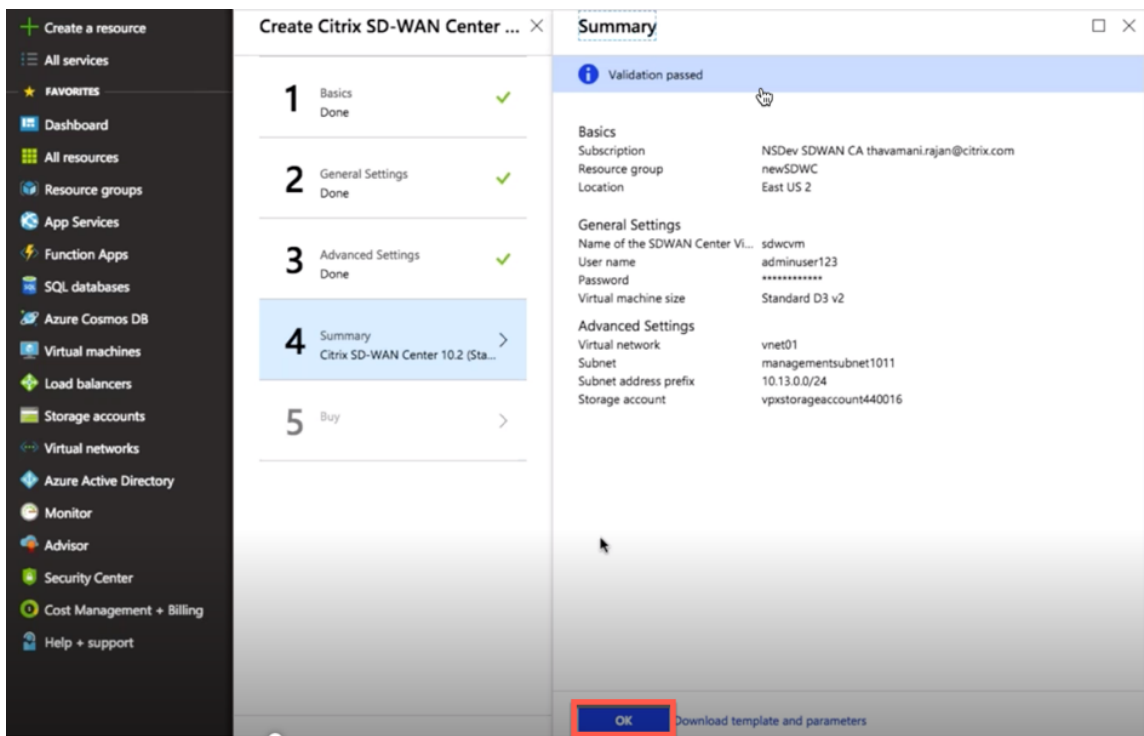 Create a resource
All services
FAVORITES
Dashboard
All resources
Resource groups
App Services
Function Apps
SQL databases
Azure Cosmos DB
Virtual machines
Load balancers
Storage accounts
Virtual networks
Azure Active Directory
Monitor
Advisor
Security Center
Cost Management + Billing
Help + support
Create Citrix SD-WAN Center ...
1 Basics
Done
2 General Settings
Done
3 Advanced Settings
Done
4 Summary
Citrix SD-WAN Center 10.2 (Sta...
5 Buy
Summary
Validation passed
Basics
Subscription NSDev SDWAN CA thavamani.rajan@citrix.com
Resource group newSDWC
Location East US 2
General Settings
Name of the SDWAN Center Vi... sdwcvm
User name adminuser123
Password ************
Virtual machine size Standard D3 v2
Advanced Settings
Virtual network vnet01
Subnet managementsubnet1011
Subnet address prefix 10.13.0.0/24
Storage account vpxstorageaccount440016
OK Download template and parameters